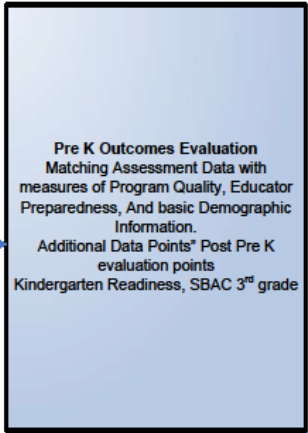 Pre K Outcomes Evaluation
Matching Assessment Data with
measures of Program Quality, Educator
Preparedness, And basic Demographic
Information.
Additional Data Points" Post Pre K
evaluation points
Kindergarten Readiness, SBAC 3rd grade